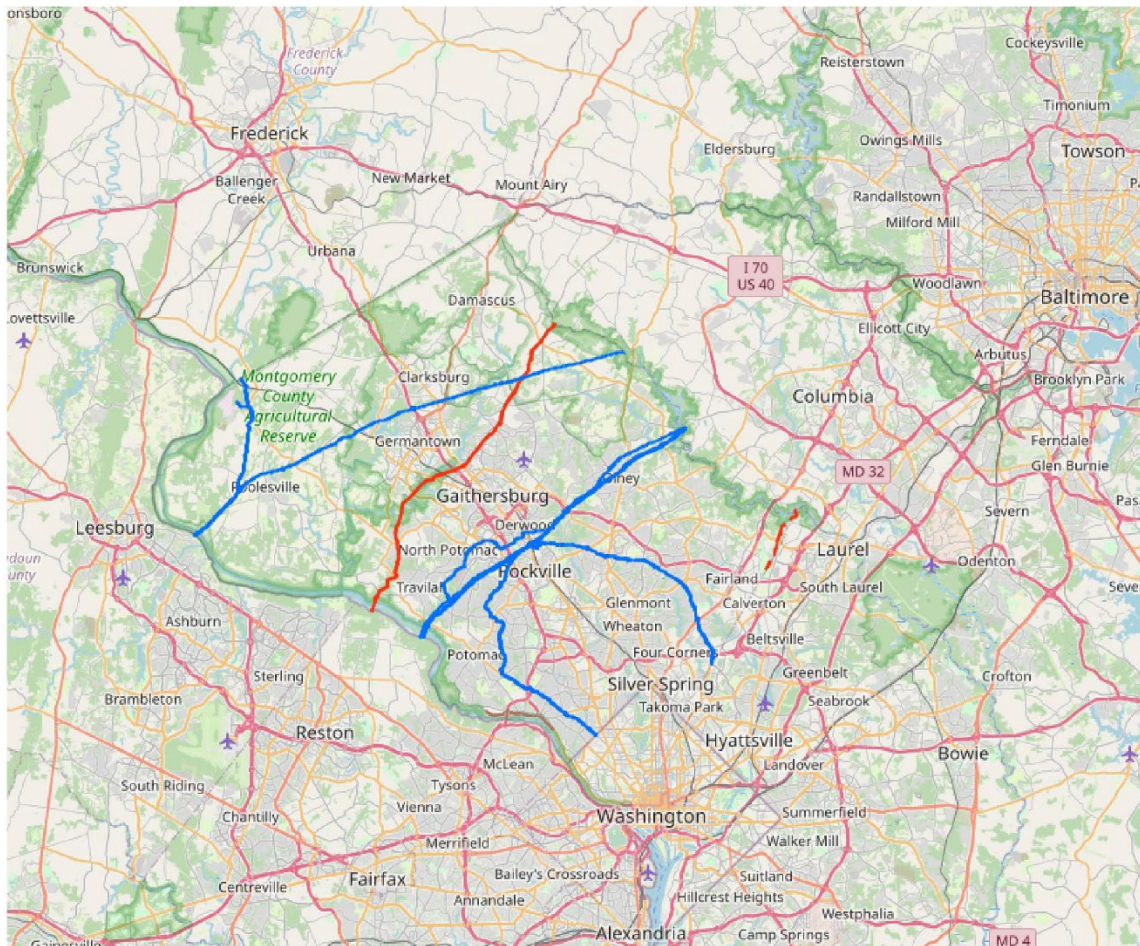 onsboro
Cockeysville
Reisterstown
Frederick
County
Timonium
Frederick
Owings Mills
Towson
Eldersburg
Ballenger
Creek
New Market
Mount Airy
Randallstown
Milford Mill
Urbana
Brunswick
I 70
US 40
Woodlawn
Baltimore
Damascus
Lovettsville
Ellicott City
Arbutus
Brooklyn Park
Montgomery
County
Agricultural
Reserve
Clarksburg
Columbia
Germantown
Ferndale
Glen Burnie
MD 32
Poolesville
Gaithersburg
Olney
Severn
Pas
Leesburg
Derwood
North Potomac
Laurel
Odenton
oudoun
County
Rockville
Travilah
Fairland
South Laurel
Seve
Glenmont
Calverton
Ashburn
Wheaton
Beltsville
Potomac
Four Corners
Greenbelt
Crofton
Sterling
Silver Spring
Brambleton
Takoma Park
Seabrook
Reston
Hyattsville
Bowie
McLean
Landover
South Riding
Tysons
Vienna
Summerfield
Chantilly
Washington
Merrifield
Walker Mill
Bailey's Crossroads
Suitland
Fairfax
Centreville
Hillcrest Heights
Annandale
Westphalia
Alexandria
Camp Springs
MD 4
Gainesville